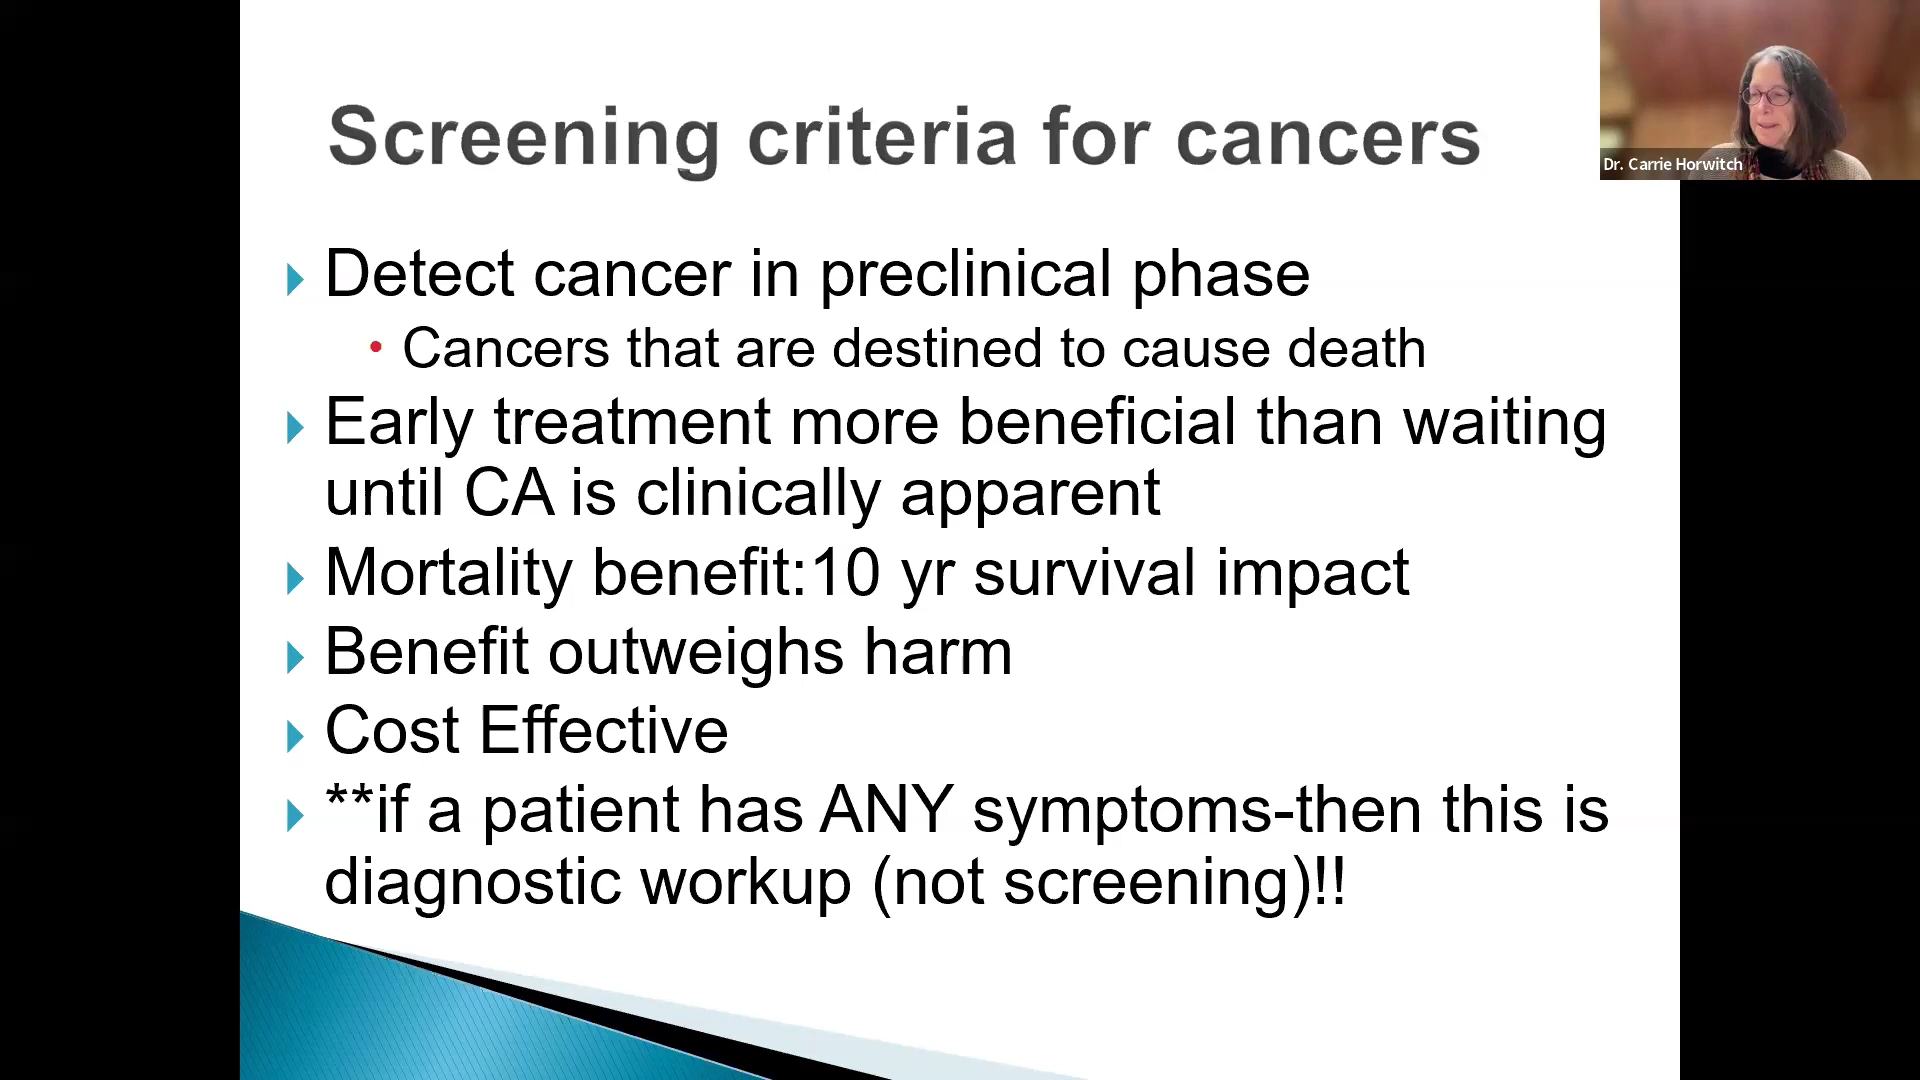 Screening criteria for cancers
Dr. Carrie Horwitch
Detect cancer in preclinical phase
Cancers that are destined to cause death
Early treatment more beneficial than waiting
until CA is clinically apparent
Mortality benefit:10 yr survival impact
Benefit outweighs harm
Cost Effective
**if a patient has ANY symptoms-then this is
diagnostic workup (not screening)!!